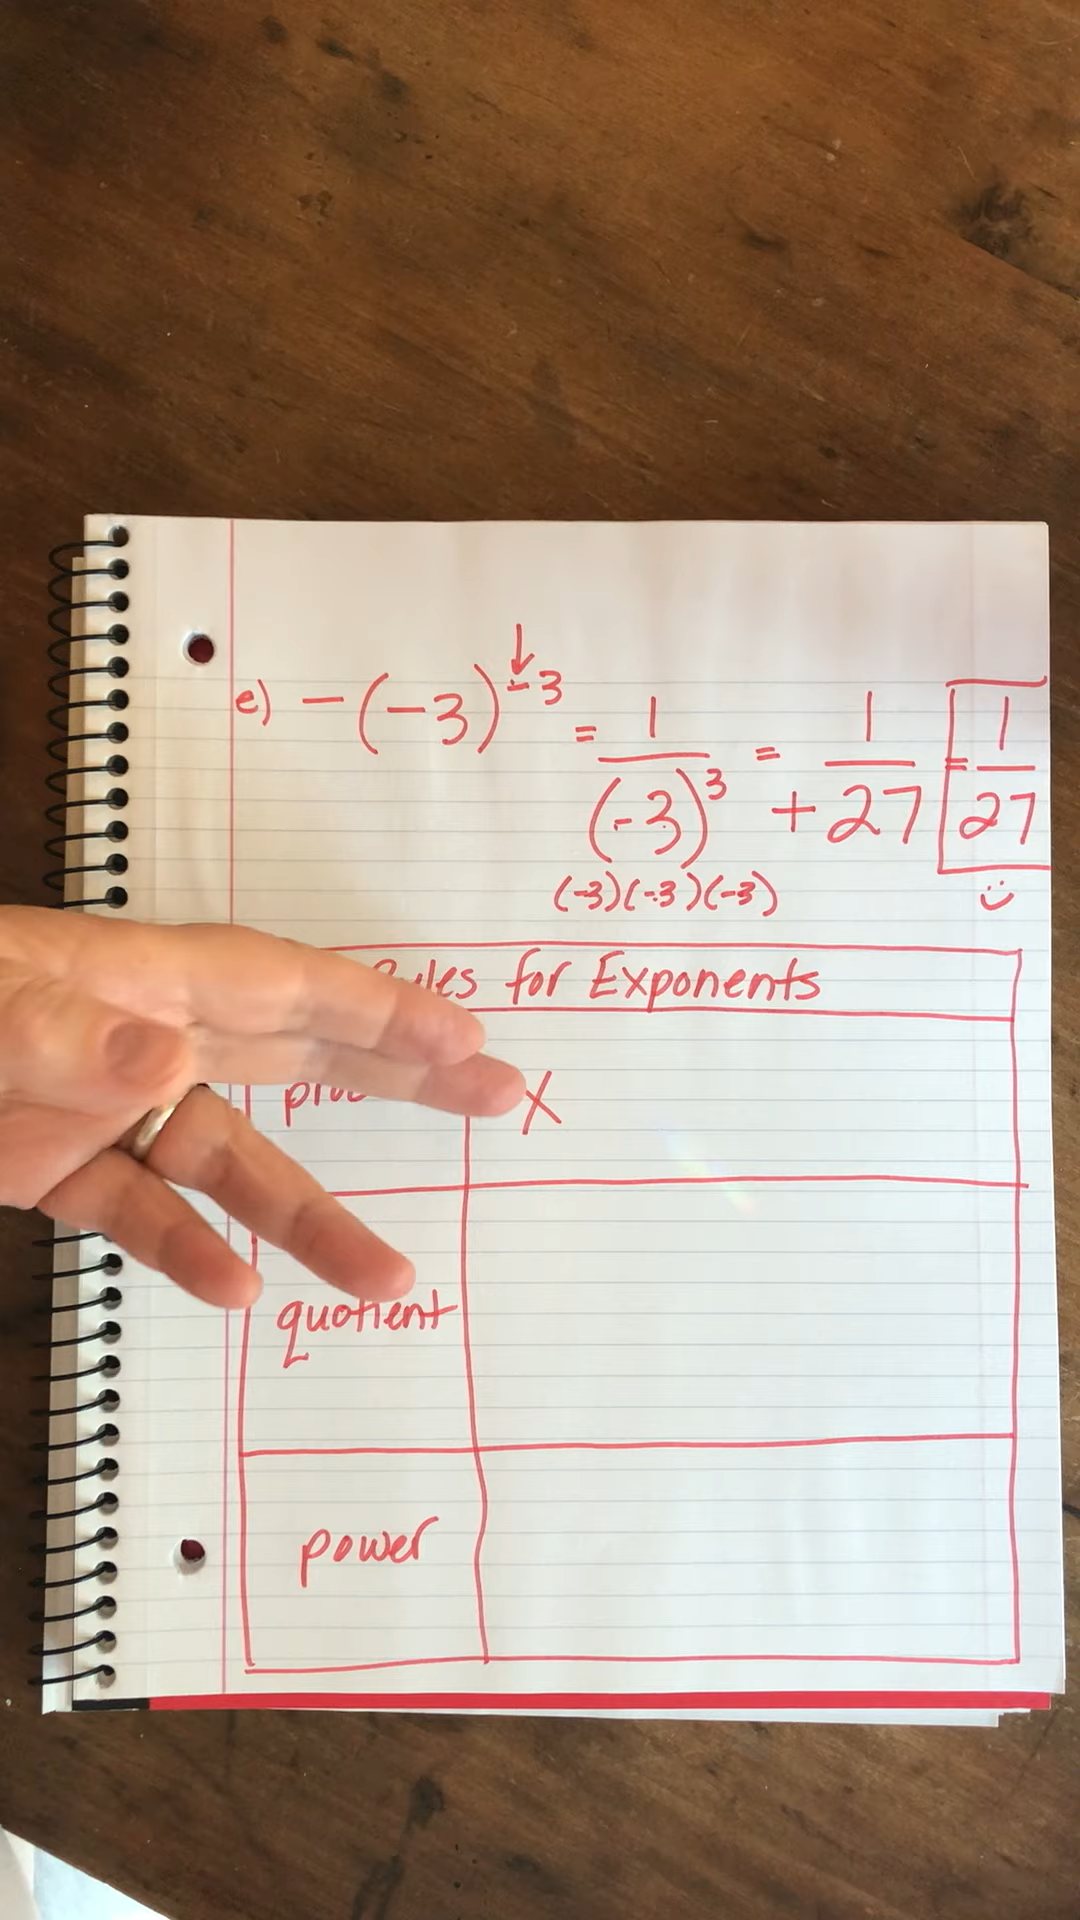 e) -(-3)^-3 = 1/(-3)^3 = 1/+27 = 1/27
(-3)(-3)(-3)
for Exponents
X
quotient
power